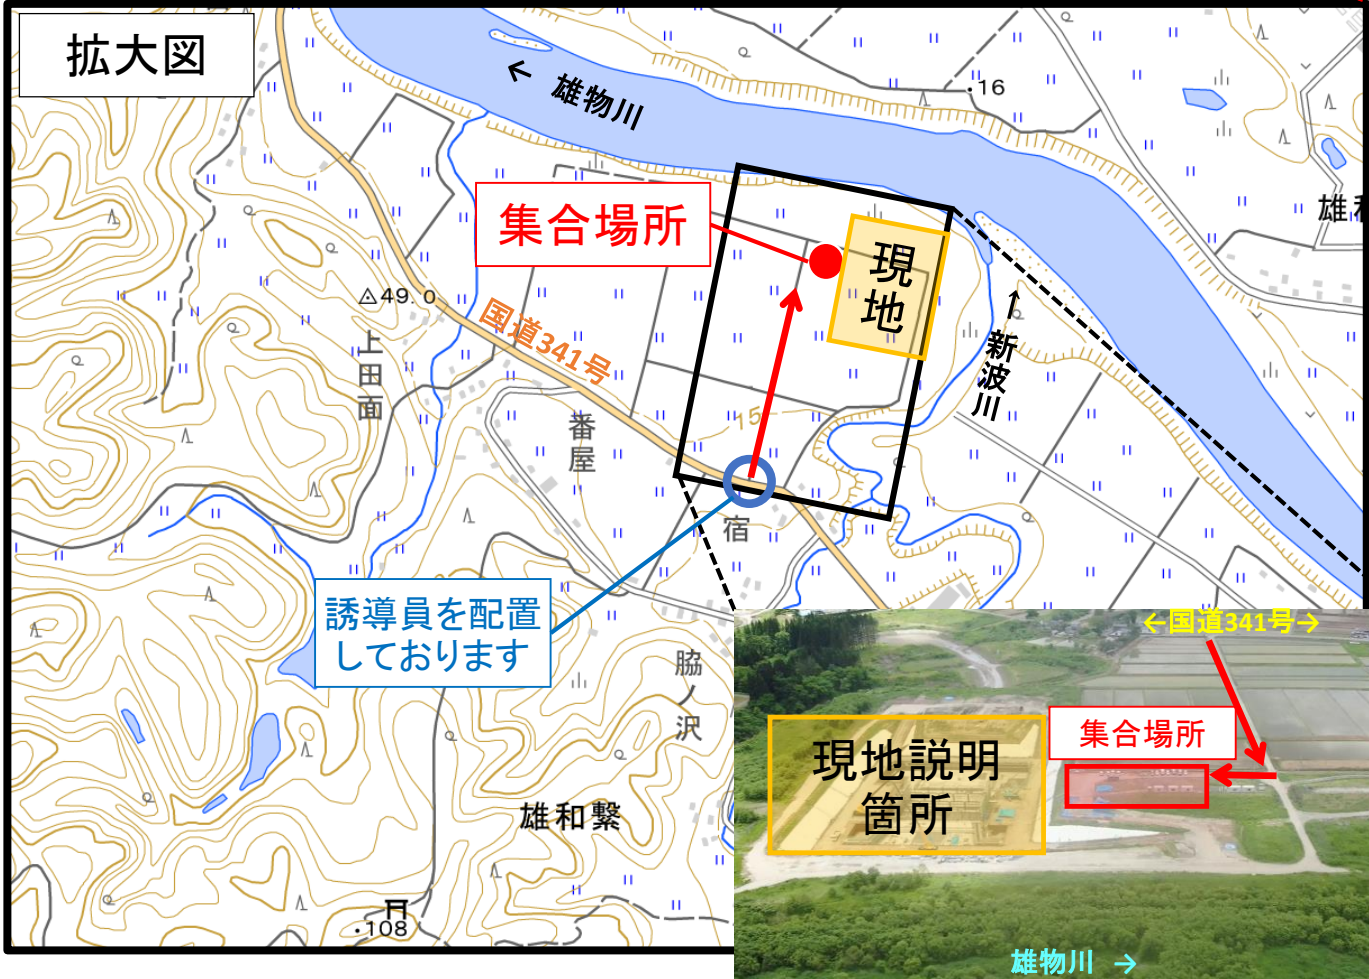 拡大図
← 雄物川
・16
雄和
集合場所
現
地
△49.0
国道341号
← 新波川
上田面
番屋
15
宿
誘導員を配置
しております
脇ノ沢
雄和繋
・108
←国道341号→
集合場所
現地説明
箇所
雄物川 →